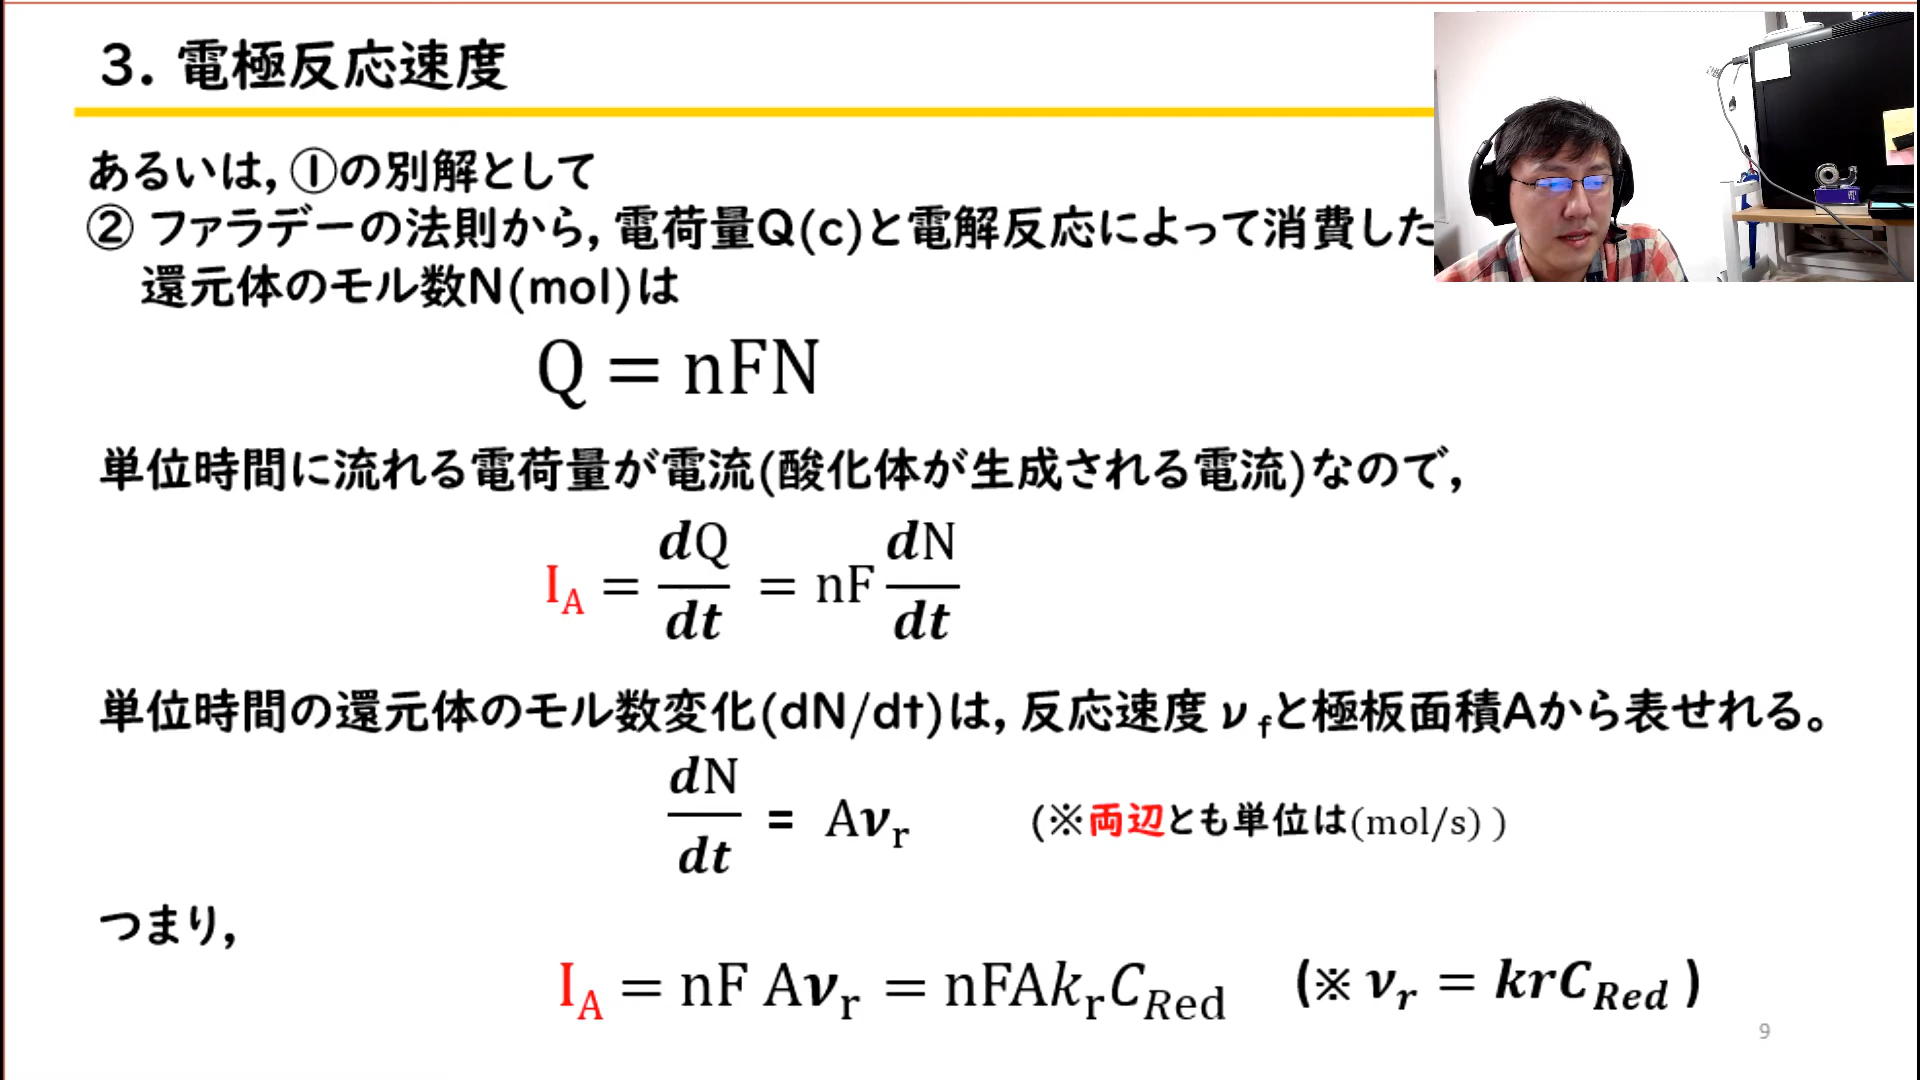 3. 電極反応速度
あるいは, ①の別解として
② ファラデーの法則から, 電荷量Q(c)と電解反応によって消費した
還元体のモル数N(mol)は
Q = nFN
単位時間に流れる電荷量が電流(酸化体が生成される電流)なので,
I_A = dQ/dt = nF dN/dt
単位時間の還元体のモル数変化(dN/dt)は, 反応速度ν_fと極板面積Aから表せれる。
dN/dt = Aν_r (※両辺とも単位は(mol/s) )
つまり,
I_A = nF Aν_r = nFAk_rC_Red (※ ν_r = krC_Red )
9